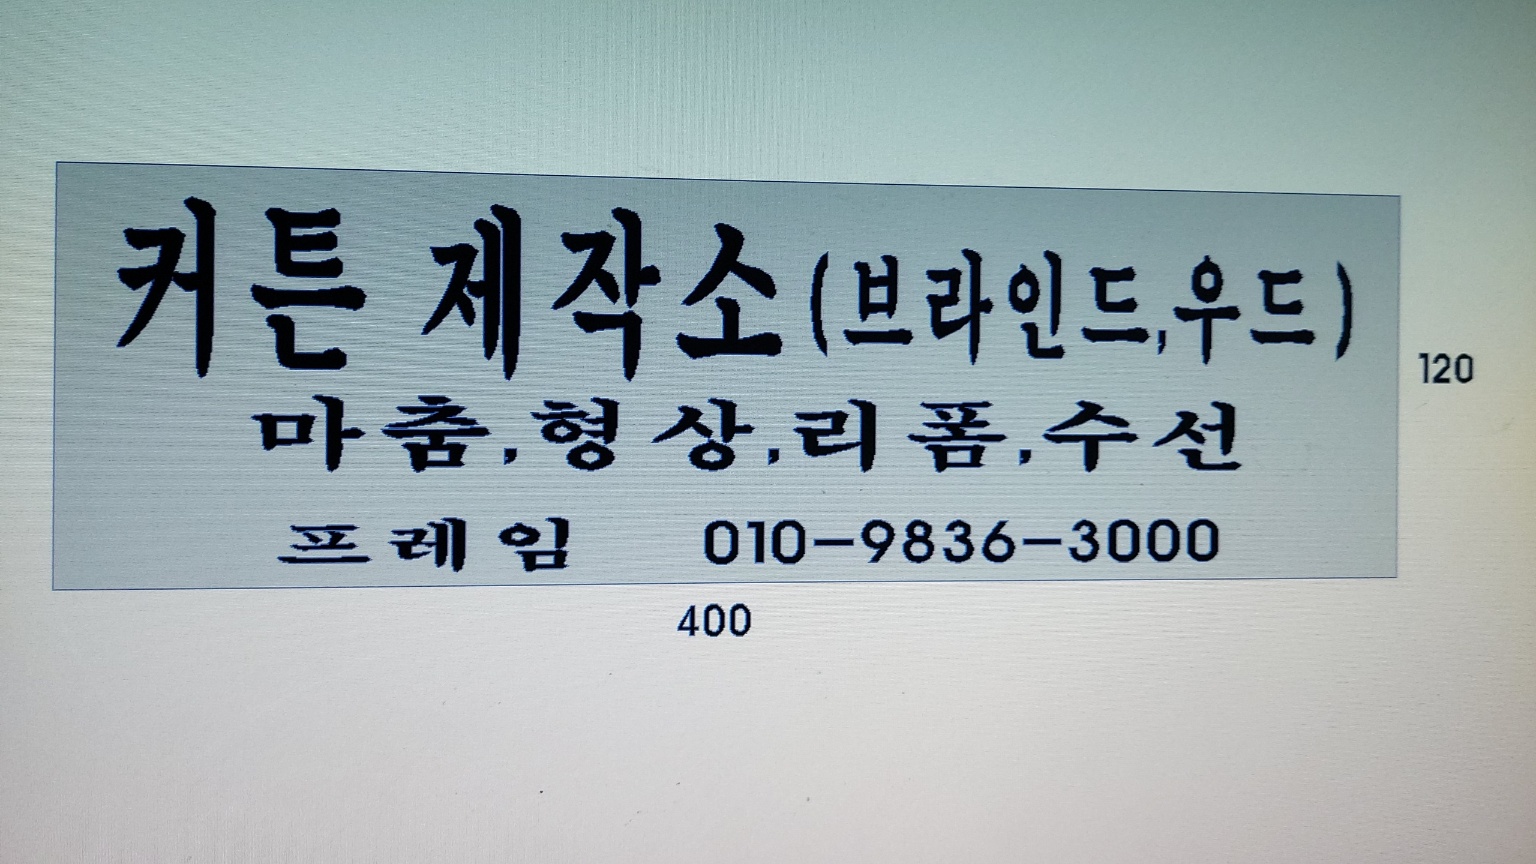 커튼 제작소(브라인드,우드)
마춤.형상.리폼.수선
프레임 010-9836-3000
120
400